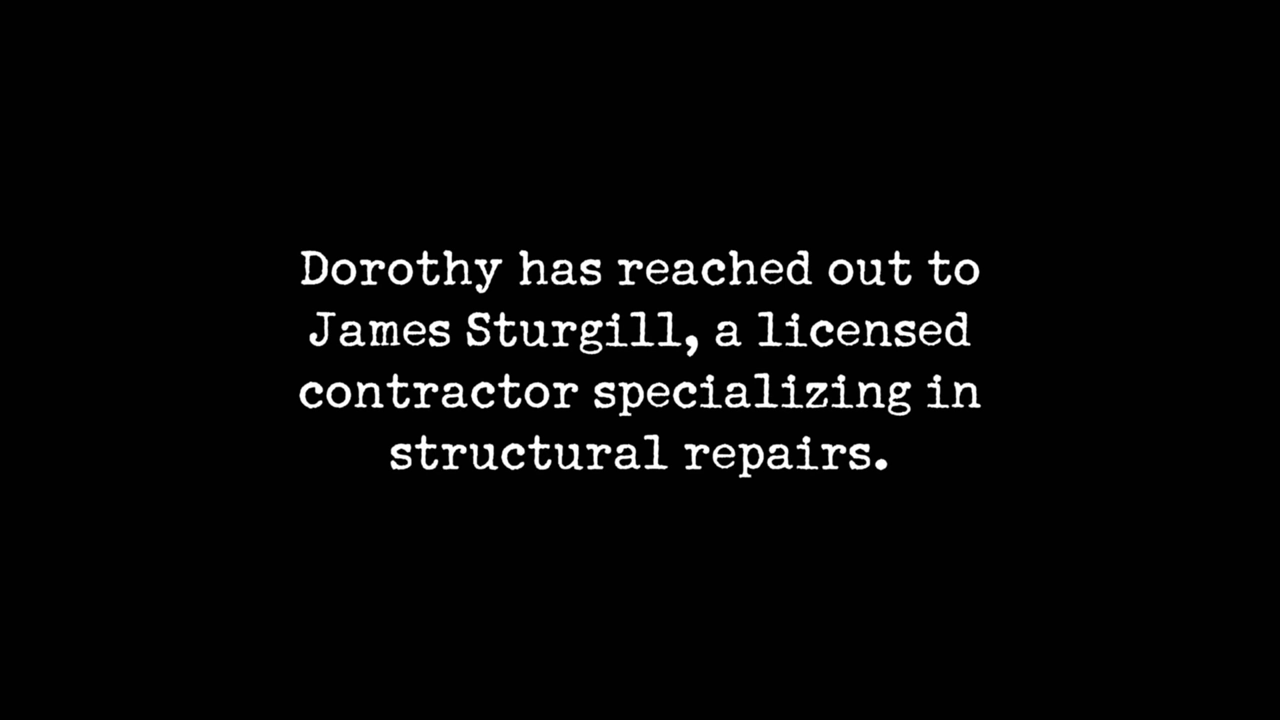 Dorothy has reached out to
James Sturgill, a licensed
contractor specializing in
structural repairs.